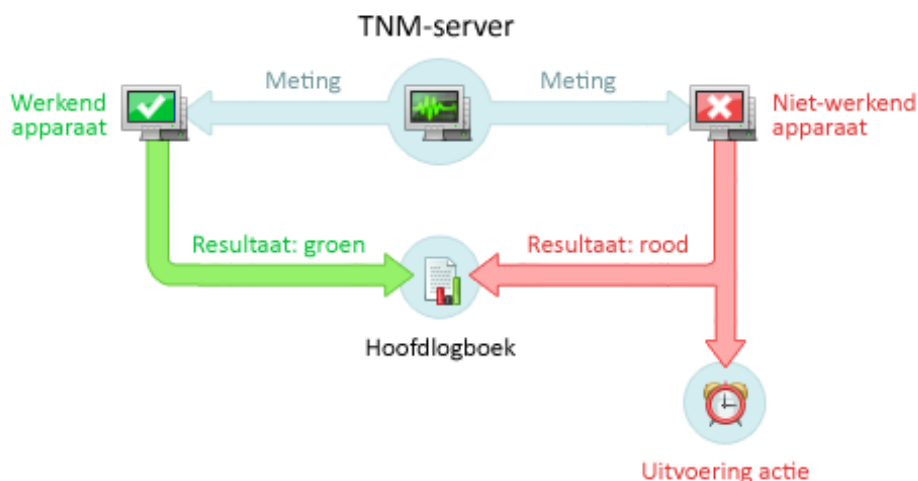 TNM-server
Meting
Meting
Werkend
apparaat
Niet-werkend
apparaat
Resultaat: groen
Resultaat: rood
Hoofdlogboek
Uitvoering actie